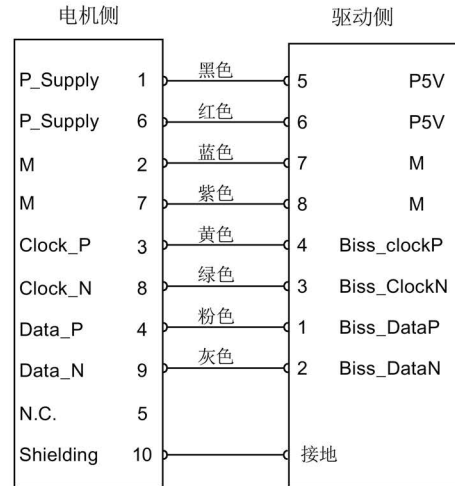 电机侧 驱动侧
P_Supply 1 黑色 5 P5V
P_Supply 6 红色 6 P5V
M 2 蓝色 7 M
M 7 紫色 8 M
Clock_P 3 黄色 4 Biss_clockP
Clock_N 8 绿色 3 Biss_ClockN
Data_P 4 粉色 1 Biss_DataP
Data_N 9 灰色 2 Biss_DataN
N.C. 5
Shielding 10 接地